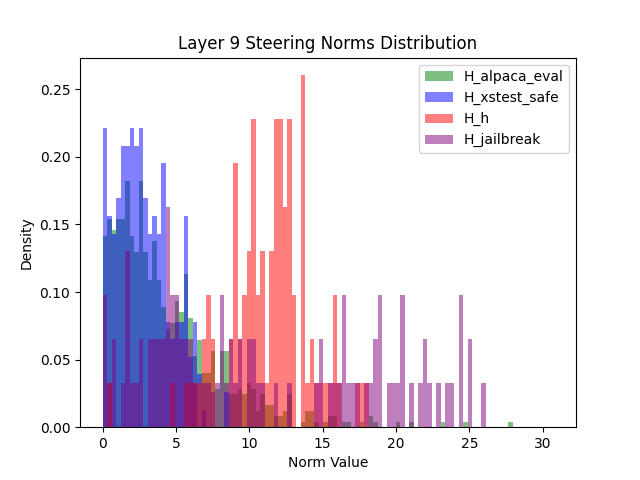 Layer 9 Steering Norms Distribution
H_alpaca_eval
H_xstest_safe
H_h
H_jailbreak
Density
0.25
0.20
0.15
0.10
0.05
0.00
0 5 10 15 20 25 30
Norm Value